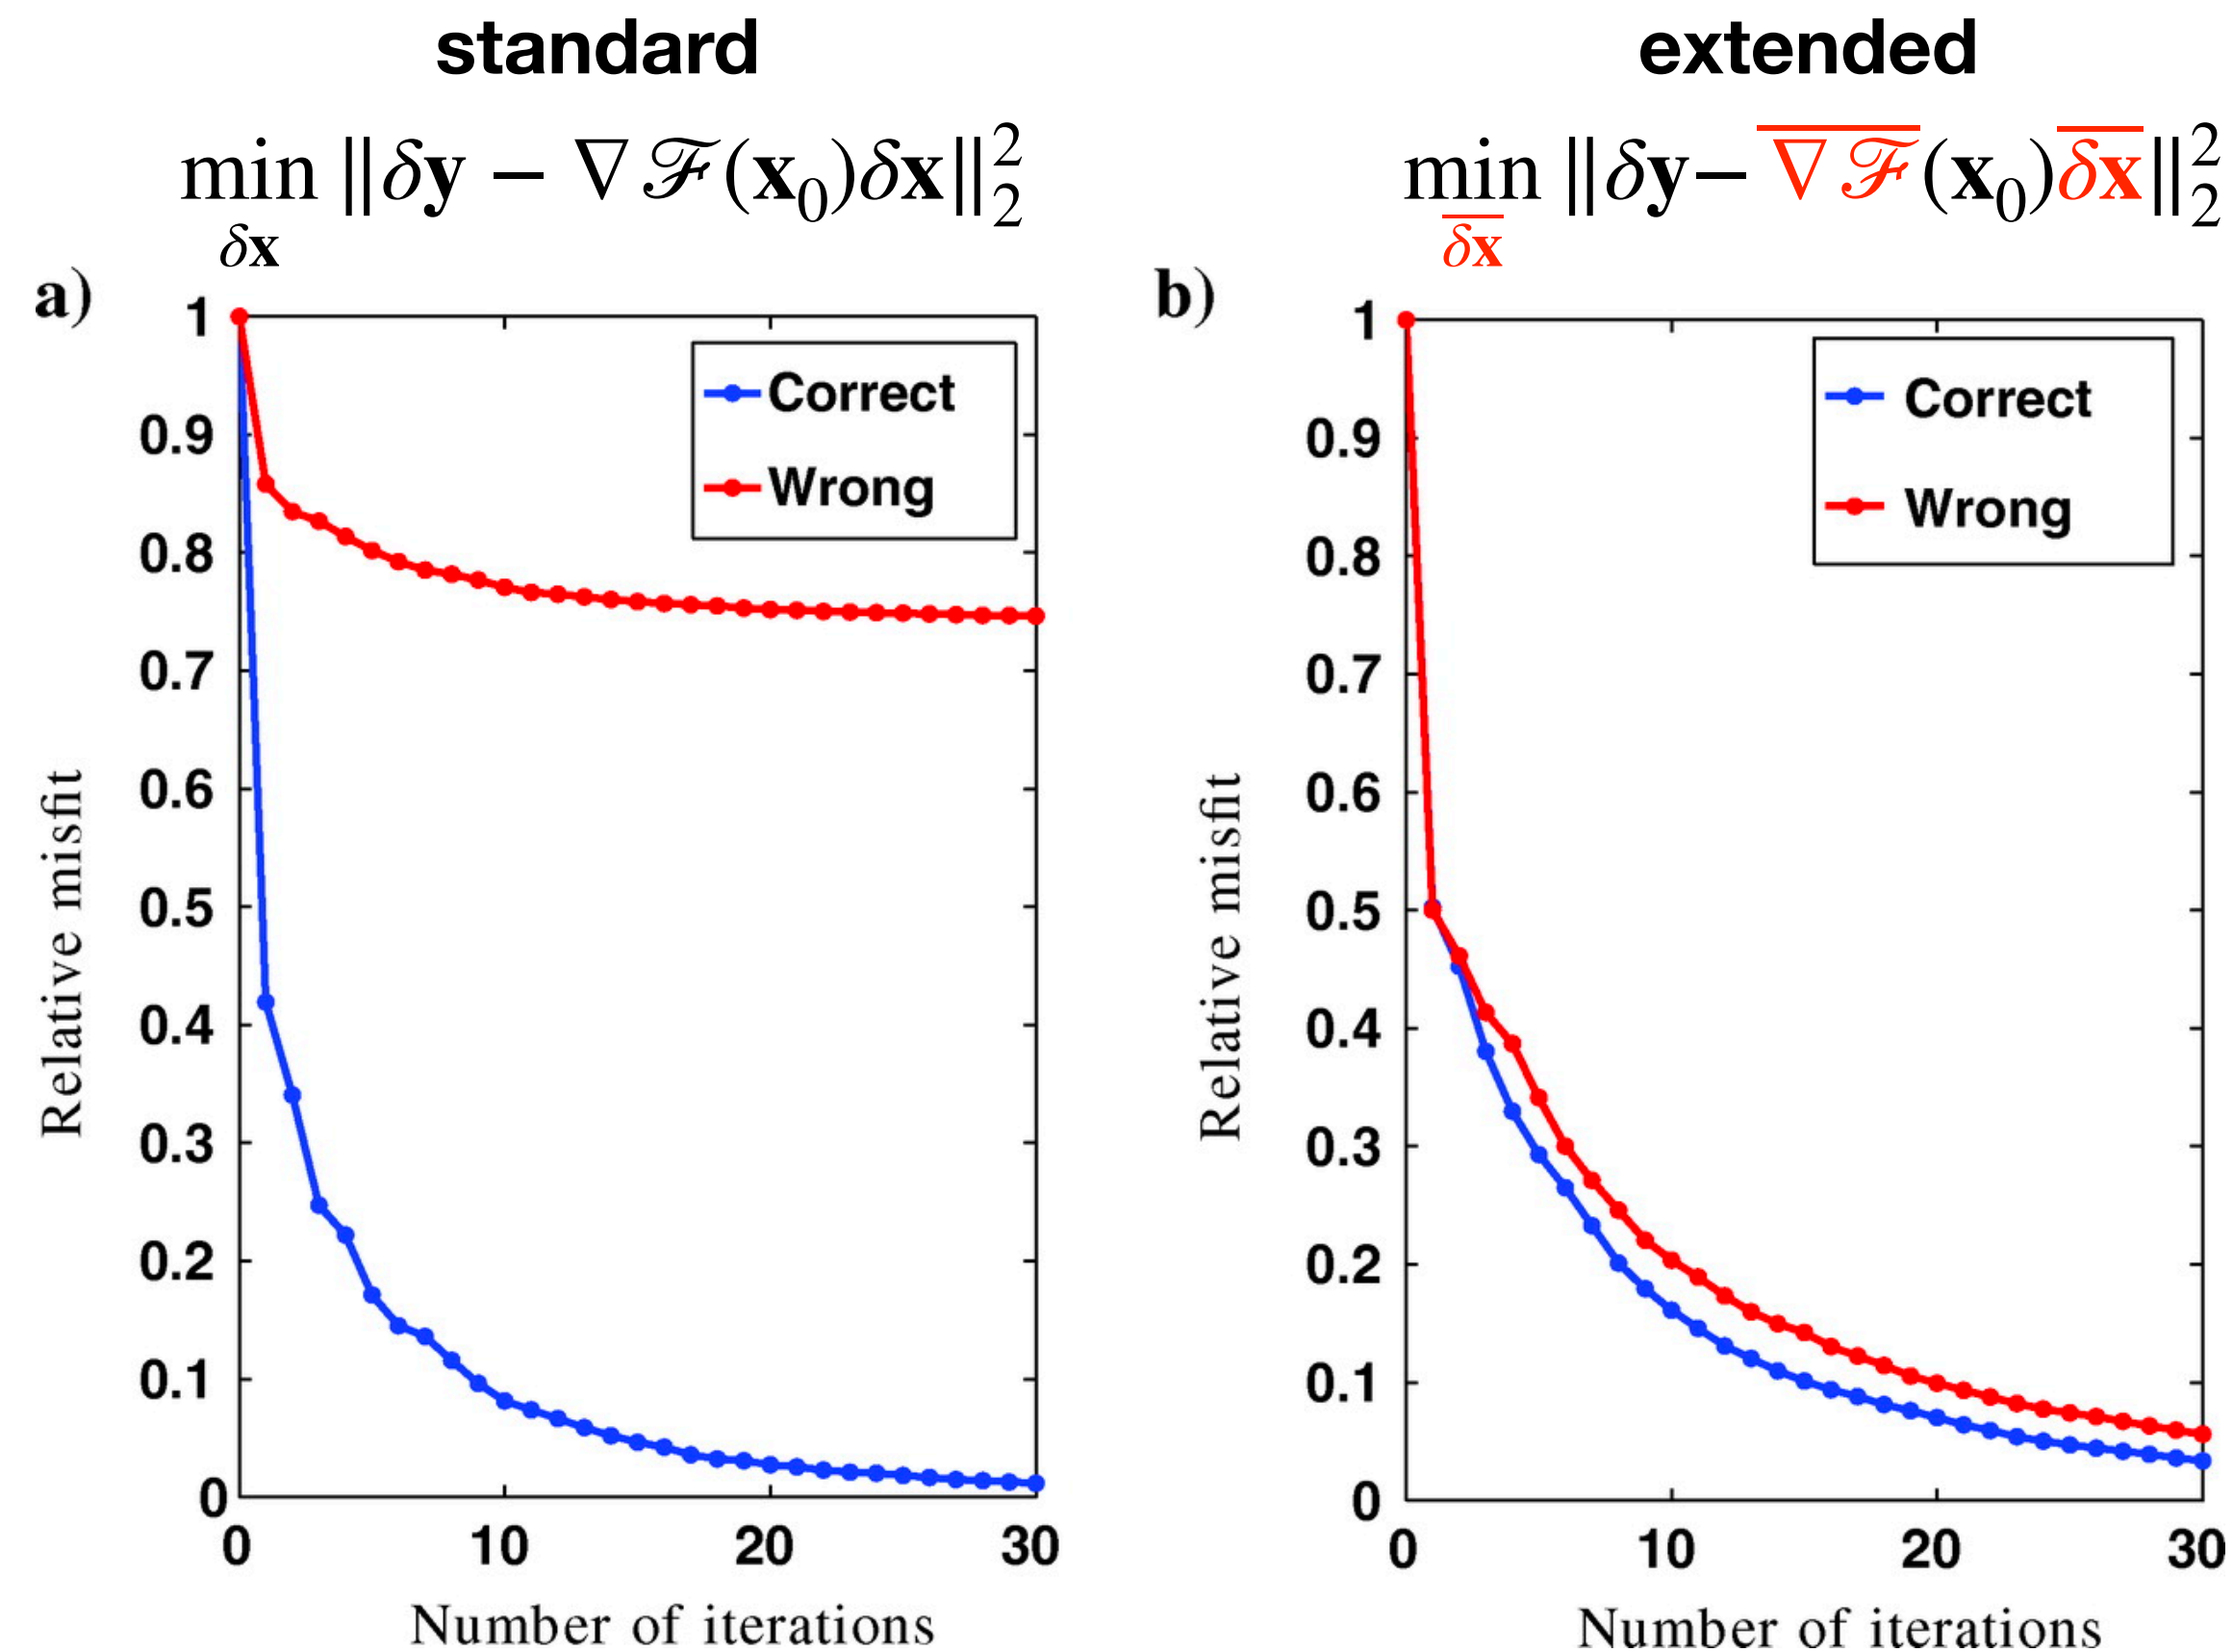 standard
min ‖δy − ∇ℱ(x₀)δx‖₂²
δx
a)
1
0.9
0.8
0.7
0.6
0.5
0.4
0.3
0.2
0.1
0
0 10 20 30
Relative misfit
Number of iterations
Correct
Wrong
extended
min ‖δy− ∇ℱ(x₀)δx‖₂²
δx
b)
1
0.9
0.8
0.7
0.6
0.5
0.4
0.3
0.2
0.1
0
0 10 20 30
Relative misfit
Number of iterations
Correct
Wrong